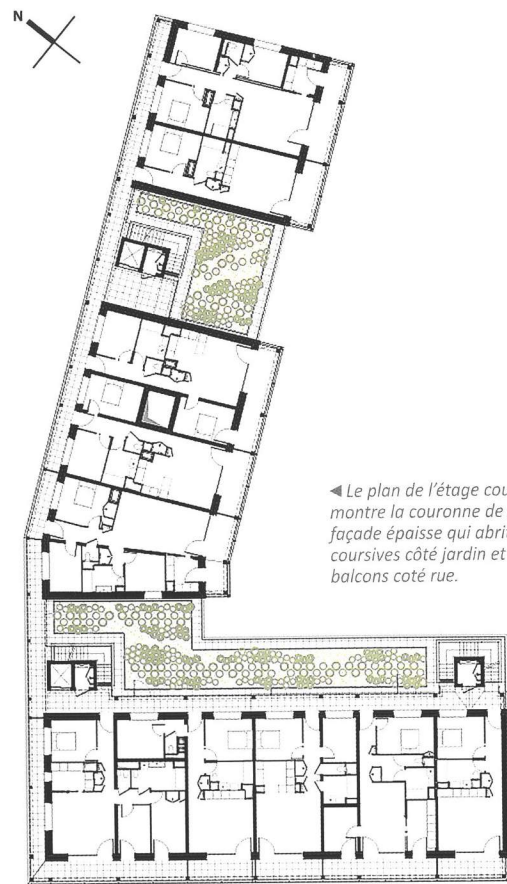 N
◄ Le plan de l'étage cou
montre la couronne de
façade épaisse qui abri
coursives côté jardin et
balcons coté rue.